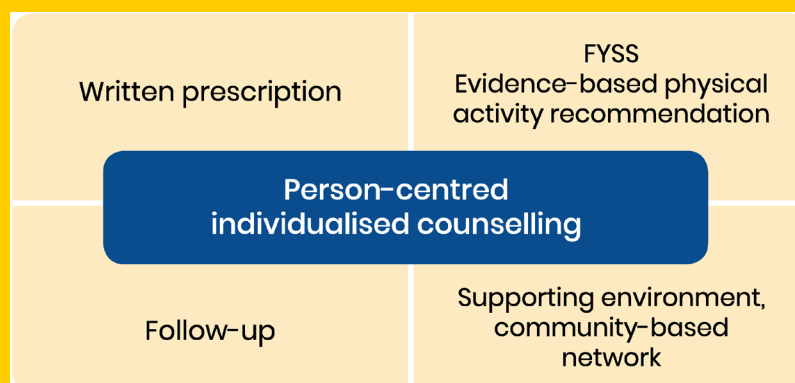 Written prescription
FYSS
Evidence-based physical
activity recommendation
Person-centred
individualised counselling
Follow-up
Supporting environment,
community-based
network